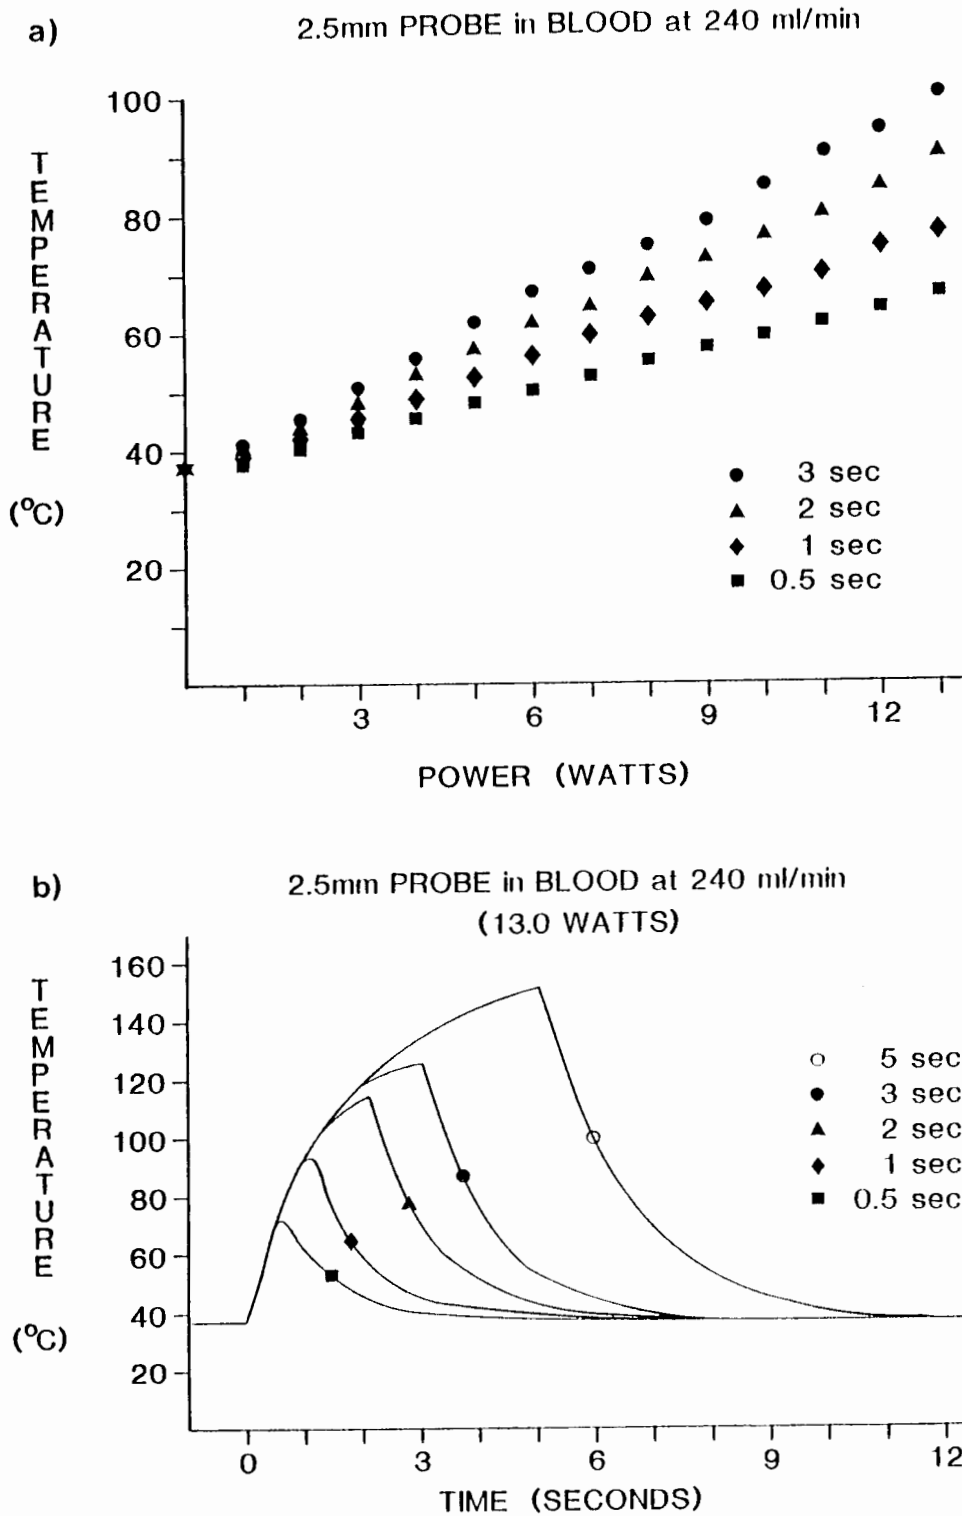 a)
2.5mm PROBE in BLOOD at 240 ml/min
TEMPERATURE
(°C)
100
80
60
40
20
3 sec
2 sec
1 sec
0.5 sec
3 6 9 12
POWER (WATTS)
b)
2.5mm PROBE in BLOOD at 240 ml/min
(13.0 WATTS)
TEMPERATURE
(°C)
160
140
120
100
80
60
40
20
5 sec
3 sec
2 sec
1 sec
0.5 sec
0 3 6 9 12
TIME (SECONDS)